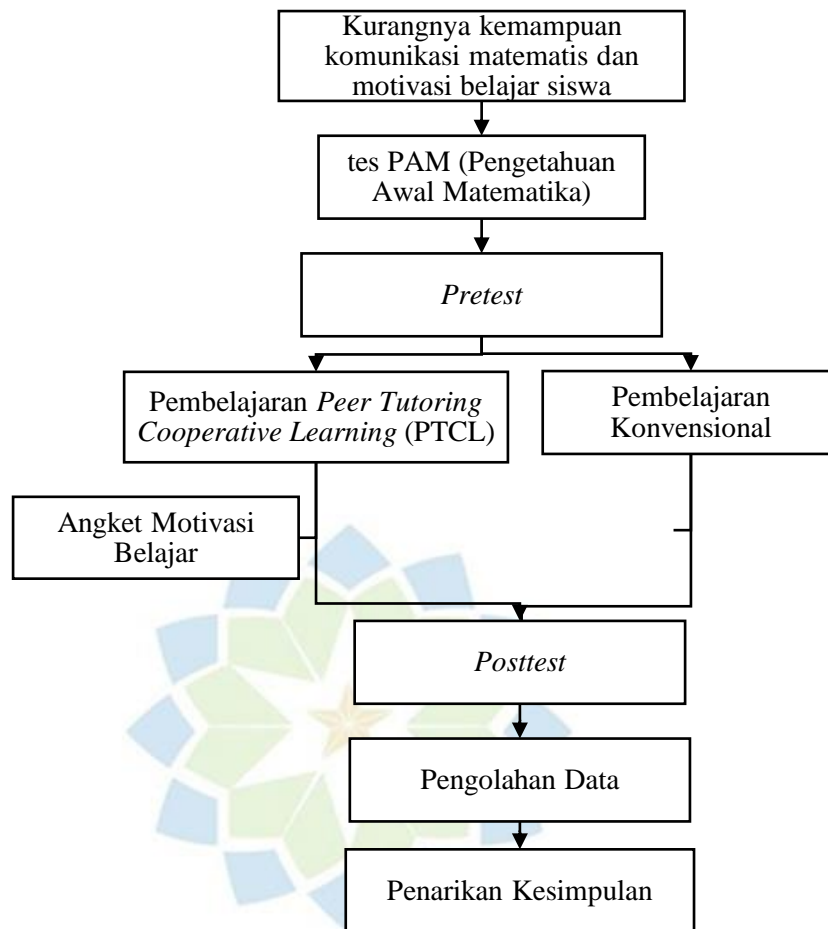 Kurangnya kemampuan
komunikasi matematis dan
motivasi belajar siswa
tes PAM (Pengetahuan
Awal Matematika)
Pretest
Pembelajaran Peer Tutoring
Cooperative Learning (PTCL)
Pembelajaran
Konvensional
Angket Motivasi
Belajar
Posttest
Pengolahan Data
Penarikan Kesimpulan